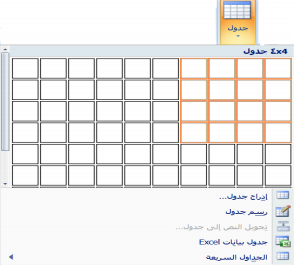 جدول
جدول 4x4
إدراج جدول...
رسم جدول
تحويل النص إلى جدول...
جدول بيانات Excel
الجداول السريعة